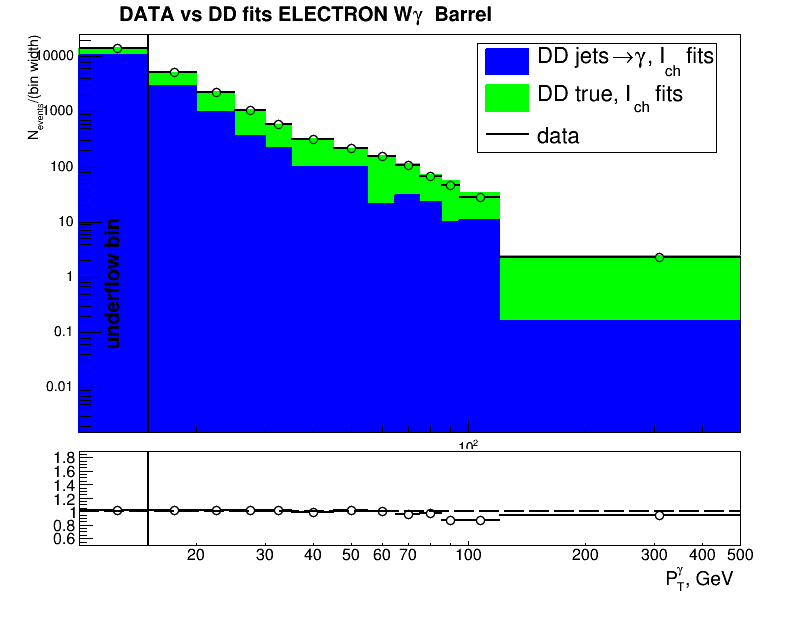 DATA vs DD fits ELECTRON Wγ Barrel
N_events/(bin width)
10000
1000
100
10
1
0.1
0.01
underflow bin
DD jets→γ, I_ch fits
DD true, I_ch fits
data
10²
1.8
1.6
1.4
1.2
1
0.8
0.6
20 30 40 50 60 70 100 200 300 400 500
P_T^γ, GeV